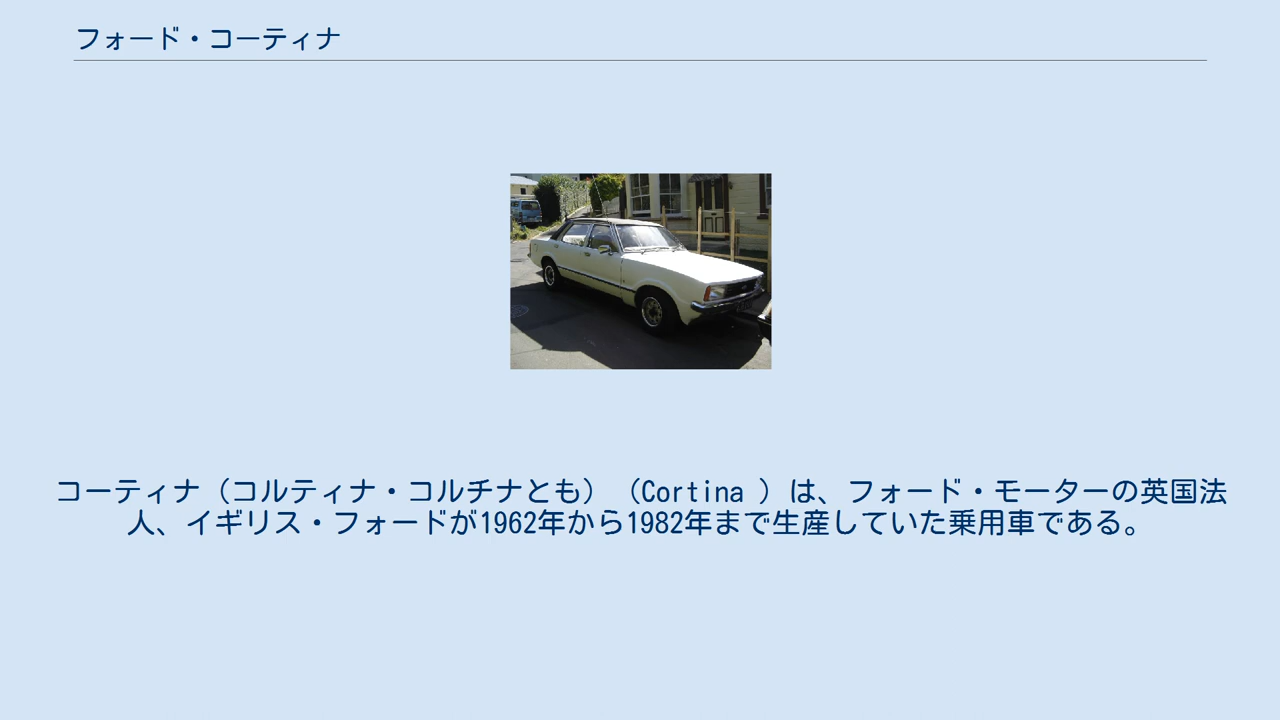 フォード・コーティナ
コーティナ（コルティナ・コルチナとも）（Cortina ）は、フォード・モーターの英国法
人、イギリス・フォードが1962年から1982年まで生産していた乗用車である。